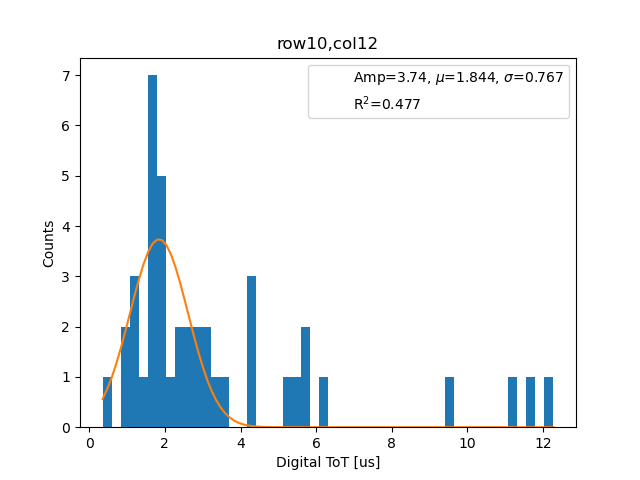 row10,col12
Amp=3.74, μ=1.844, σ=0.767
R²=0.477
7
6
5
4
3
2
1
0
Counts
0 2 4 6 8 10 12
Digital ToT [us]